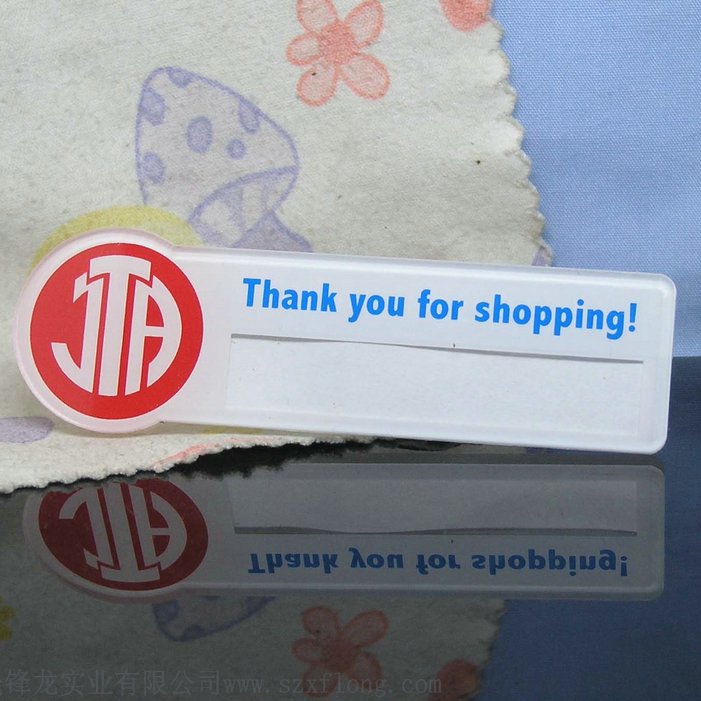 JTA
Thank you for shopping!
锋龙实业有限公司www.szxflong.com